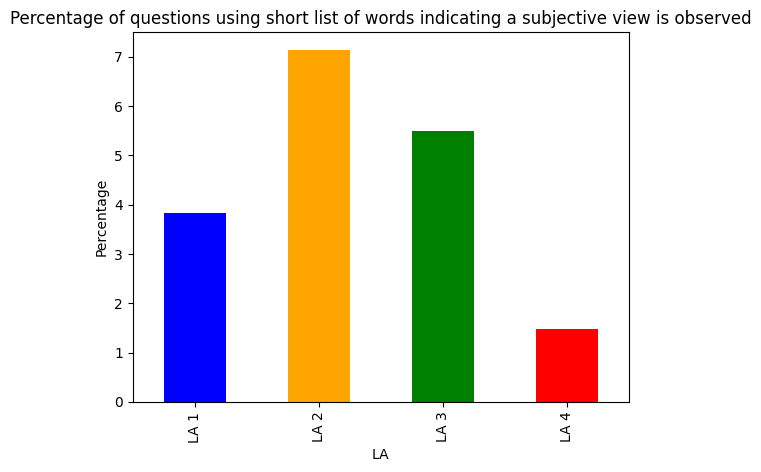 Percentage of questions using short list of words indicating a subjective view is observed
Percentage
7
6
5
4
3
2
1
0
LA 1
LA 2
LA 3
LA 4
LA